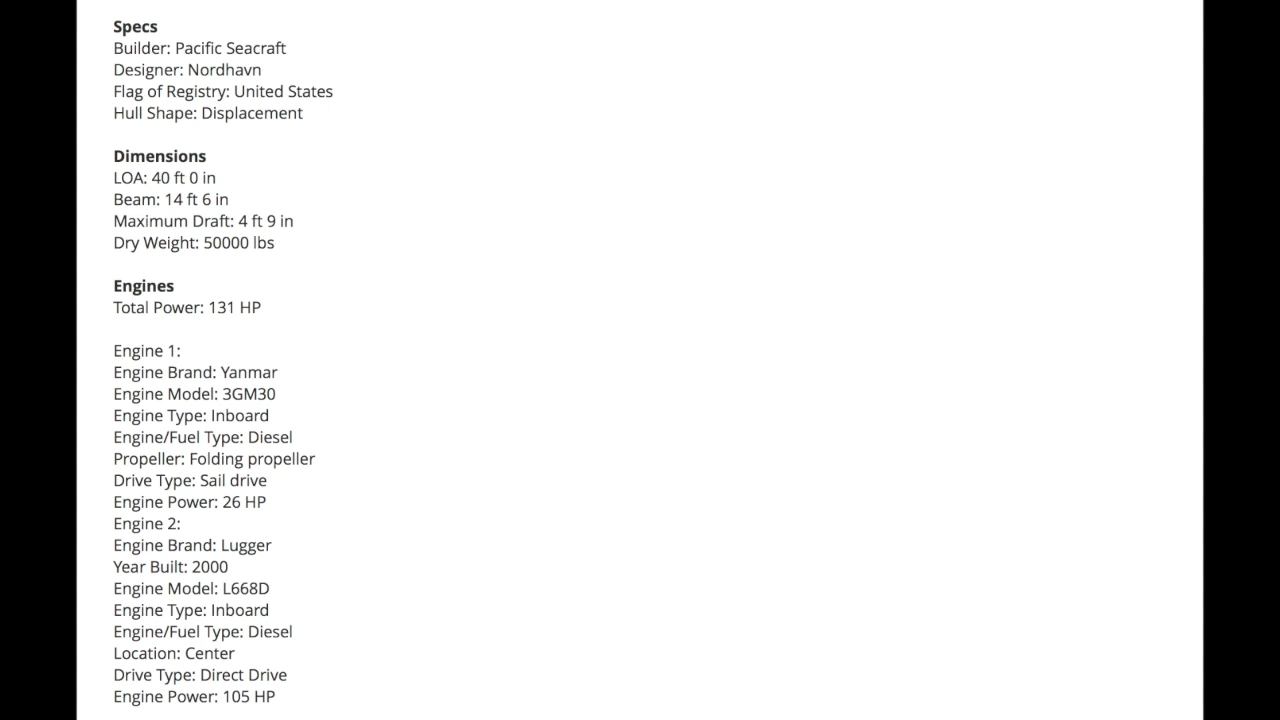 Specs
Builder: Pacific Seacraft
Designer: Nordhavn
Flag of Registry: United States
Hull Shape: Displacement
Dimensions
LOA: 40 ft 0 in
Beam: 14 ft 6 in
Maximum Draft: 4 ft 9 in
Dry Weight: 50000 lbs
Engines
Total Power: 131 HP
Engine 1:
Engine Brand: Yanmar
Engine Model: 3GM30
Engine Type: Inboard
Engine/Fuel Type: Diesel
Propeller: Folding propeller
Drive Type: Sail drive
Engine Power: 26 HP
Engine 2:
Engine Brand: Lugger
Year Built: 2000
Engine Model: L668D
Engine Type: Inboard
Engine/Fuel Type: Diesel
Location: Center
Drive Type: Direct Drive
Engine Power: 105 HP